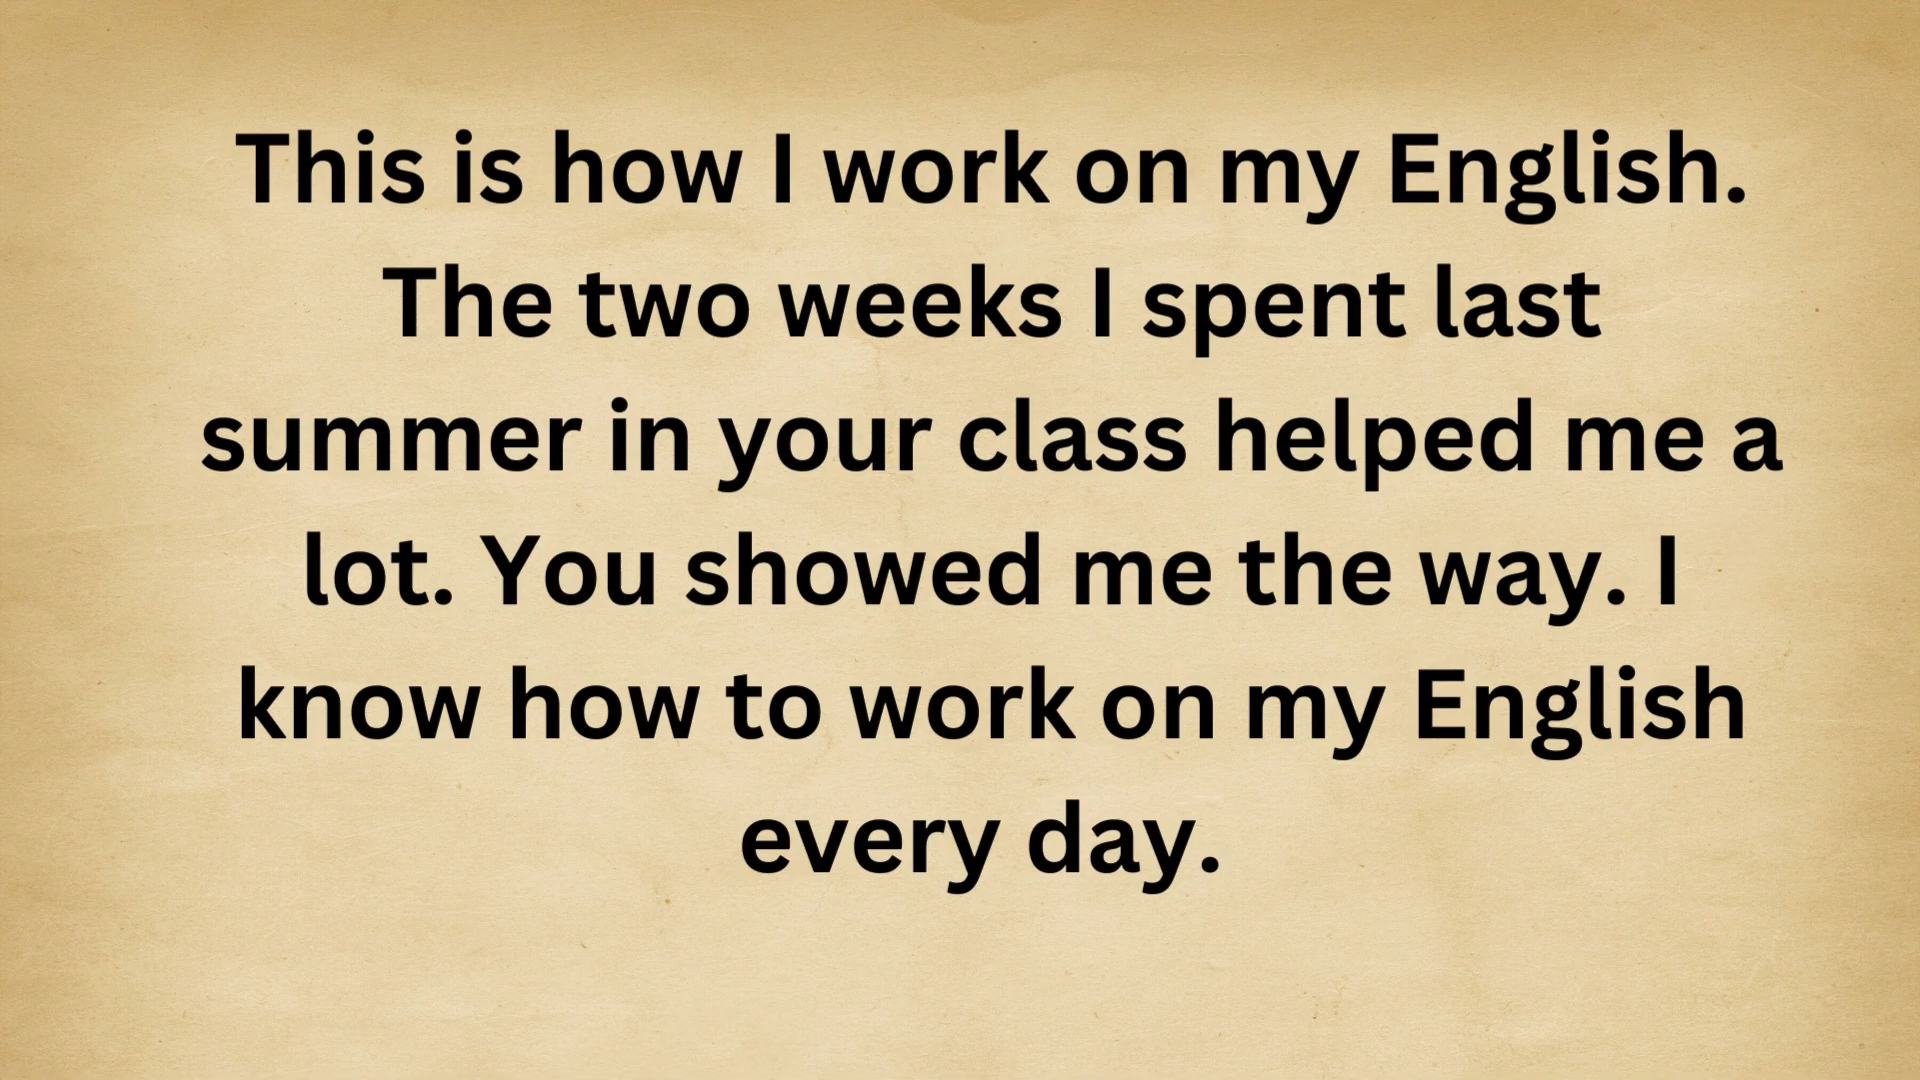 This is how I work on my English.
The two weeks I spent last
summer in your class helped me a
lot. You showed me the way. I
know how to work on my English
every day.